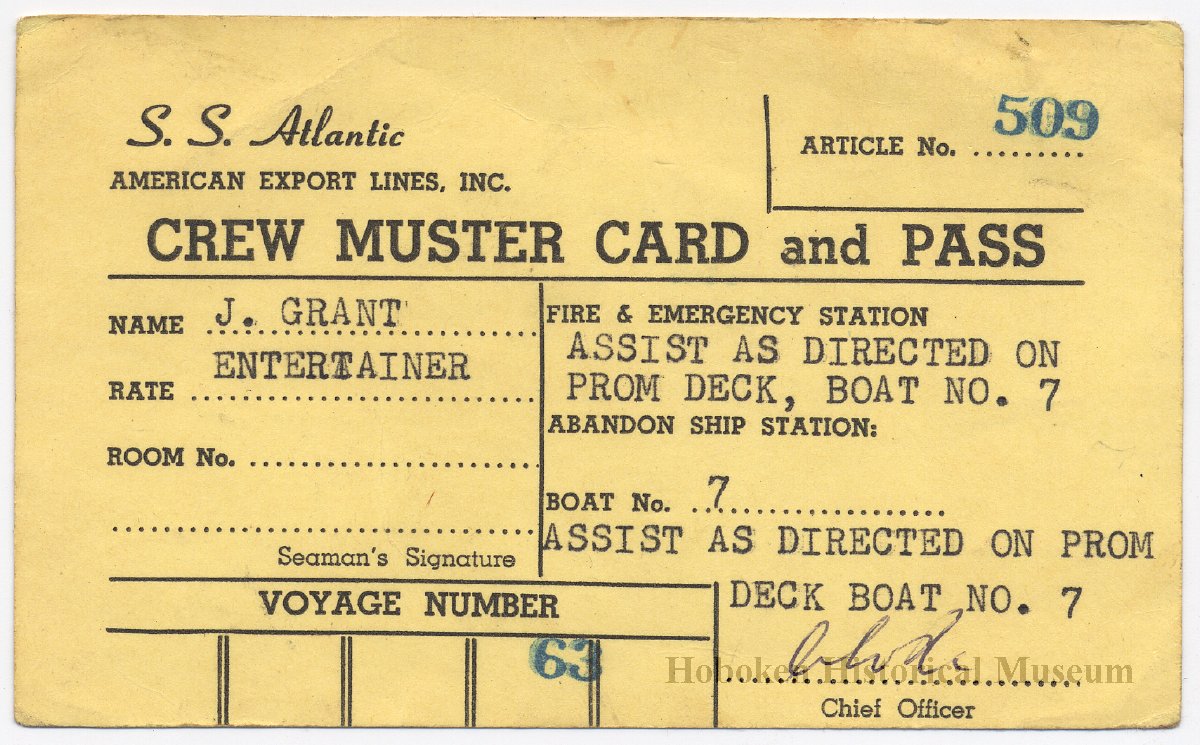 S. S. Atlantic
AMERICAN EXPORT LINES, INC.
ARTICLE No. .........
509
CREW MUSTER CARD and PASS
NAME J. GRANT
RATE ENTERTAINER
ROOM No.
Seaman's Signature
FIRE & EMERGENCY STATION
ASSIST AS DIRECTED ON
PROM DECK, BOAT NO. 7
ABANDON SHIP STATION:
BOAT No. 7
ASSIST AS DIRECTED ON PROM
DECK BOAT NO. 7
VOYAGE NUMBER
63
Hoboken Historical Museum
Chief Officer